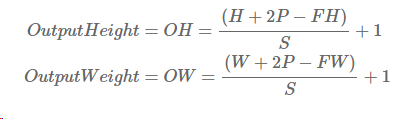 OutputHeight = OH = (H + 2P − FH) / S + 1
OutputWeight = OW = (W + 2P − FW) / S + 1